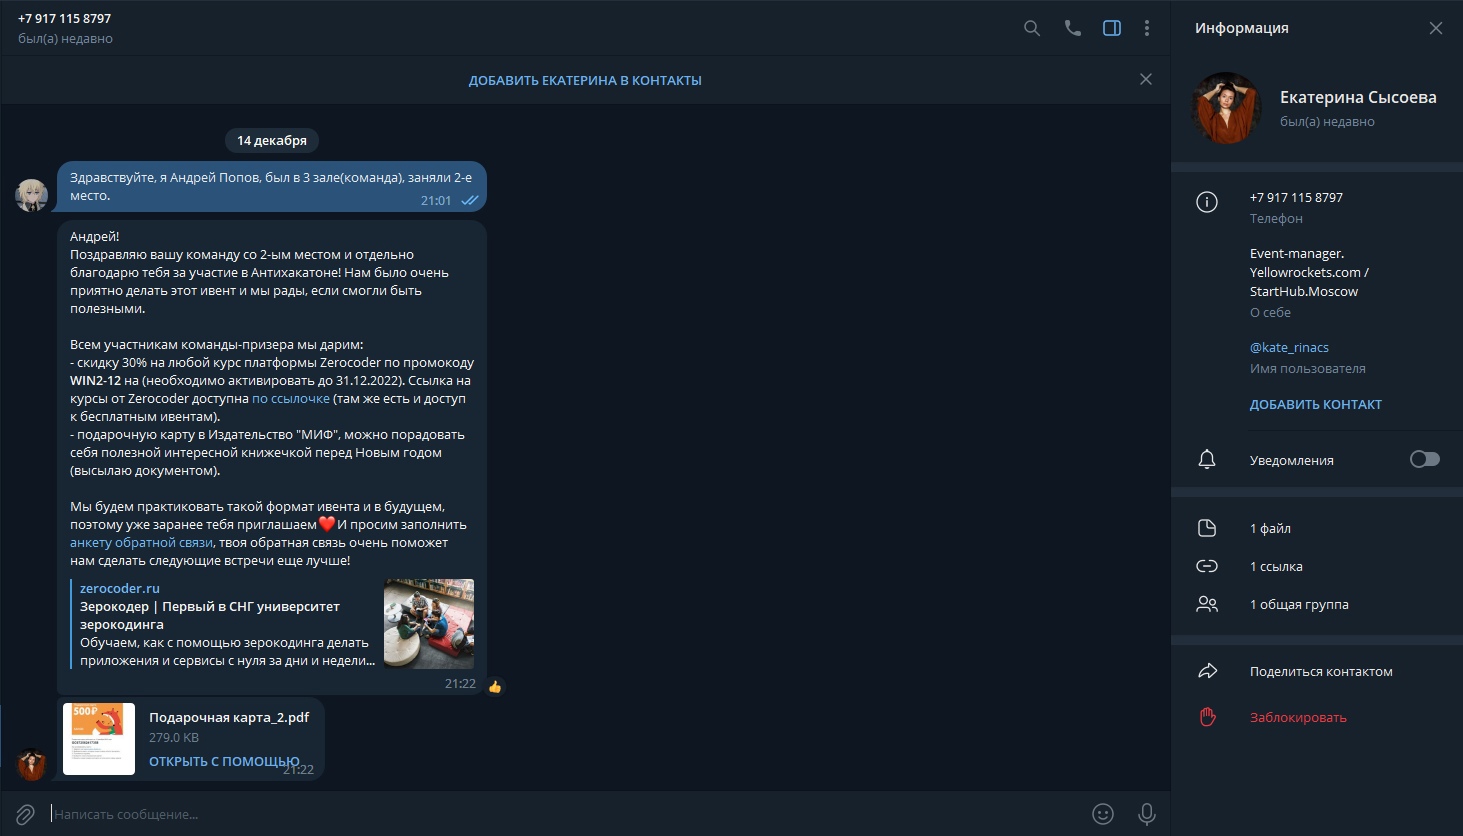 +7 917 115 8797
был(а) недавно
ДОБАВИТЬ ЕКАТЕРИНА В КОНТАКТЫ
14 декабря
Здравствуйте, я Андрей Попов, был в 3 зале(команда), заняли 2-е
место.
21:01
Андрей!
Поздравляю вашу команду со 2-ым местом и отдельно
благодарю тебя за участие в Антихакатоне! Нам было очень
приятно делать этот ивент и мы рады, если смогли быть
полезными.
Всем участникам команды-призера мы дарим:
- скидку 30% на любой курс платформы Zerocoder по промокоду
WIN2-12 на (необходимо активировать до 31.12.2022). Ссылка на
курсы от Zerocoder доступна по ссылочке (там же есть и доступ
к бесплатным ивентам).
- подарочную карту в Издательство "МИФ", можно порадовать
себя полезной интересной книжечкой перед Новым годом
(высылаю документом).
Мы будем практиковать такой формат ивента и в будущем,
поэтому уже заранее тебя приглашаем❤️И просим заполнить
анкету обратной связи, твоя обратная связь очень поможет
нам сделать следующие встречи еще лучше!
zerocoder.ru
Зерокодер | Первый в СНГ университет
зерокодинга
Обучаем, как с помощью зерокодинга делать
приложения и сервисы с нуля за дни и недели...
21:22
500₽
Подарочная карта_2.pdf
279,0 KB
ОТКРЫТЬ С ПОМОЩЬЮ
21:22
Написать сообщение...
Информация
Екатерина Сысоева
был(а) недавно
+7 917 115 8797
Телефон
Event-manager.
Yellowrockets.com /
StartHub.Moscow
О себе
@kate_rinacs
Имя пользователя
ДОБАВИТЬ КОНТАКТ
Уведомления
1 файл
1 ссылка
1 общая группа
Поделиться контактом
Заблокировать